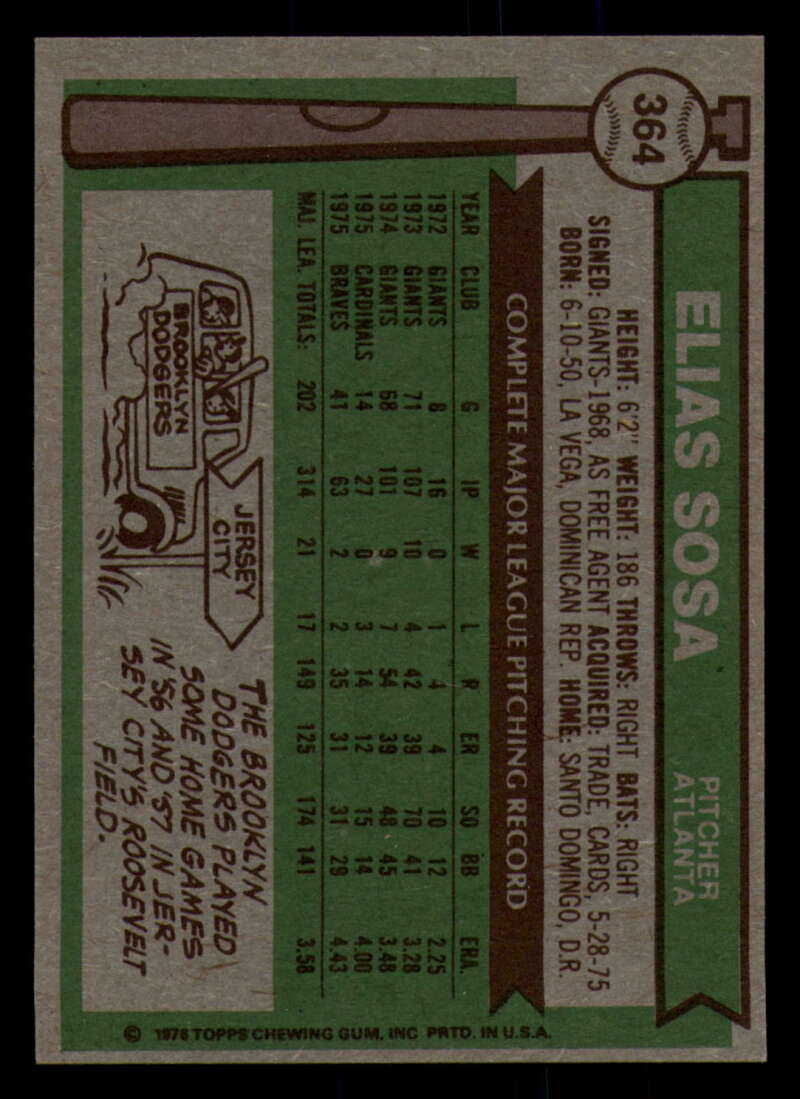 364
ELIAS SOSA
PITCHER
ATLANTA
HEIGHT: 6'2" WEIGHT: 186 THROWS: RIGHT BATS: RIGHT
SIGNED: GIANTS-1968, AS FREE AGENT ACQUIRED: TRADE, CARDS, 5-28-75
BORN: 6-10-50, LA VEGA, DOMINICAN REP. HOME: SANTO DOMINGO, D.R.
COMPLETE MAJOR LEAGUE PITCHING RECORD
YEAR CLUB G IP W L R ER SO BB ERA.
1972 GIANTS 8 16 0 1 4 4 10 12 2.25
1973 GIANTS 71 107 10 4 42 39 70 41 3.28
1974 GIANTS 68 101 9 7 54 39 48 45 3.48
1975 CARDINALS 14 27 0 3 14 12 15 14 4.00
1975 BRAVES 41 63 2 2 35 31 31 29 4.43
MAJ. LEA. TOTALS: 202 314 21 17 149 125 174 141 3.58
BROOKLYN
DODGERS
JERSEY
CITY
THE BROOKLYN
DODGERS PLAYED
SOME HOME GAMES
IN '56 AND '57 IN JER-
SEY CITY'S ROOSEVELT
FIELD.
© 1976 TOPPS CHEWING GUM, INC PRTD. IN U.S.A.